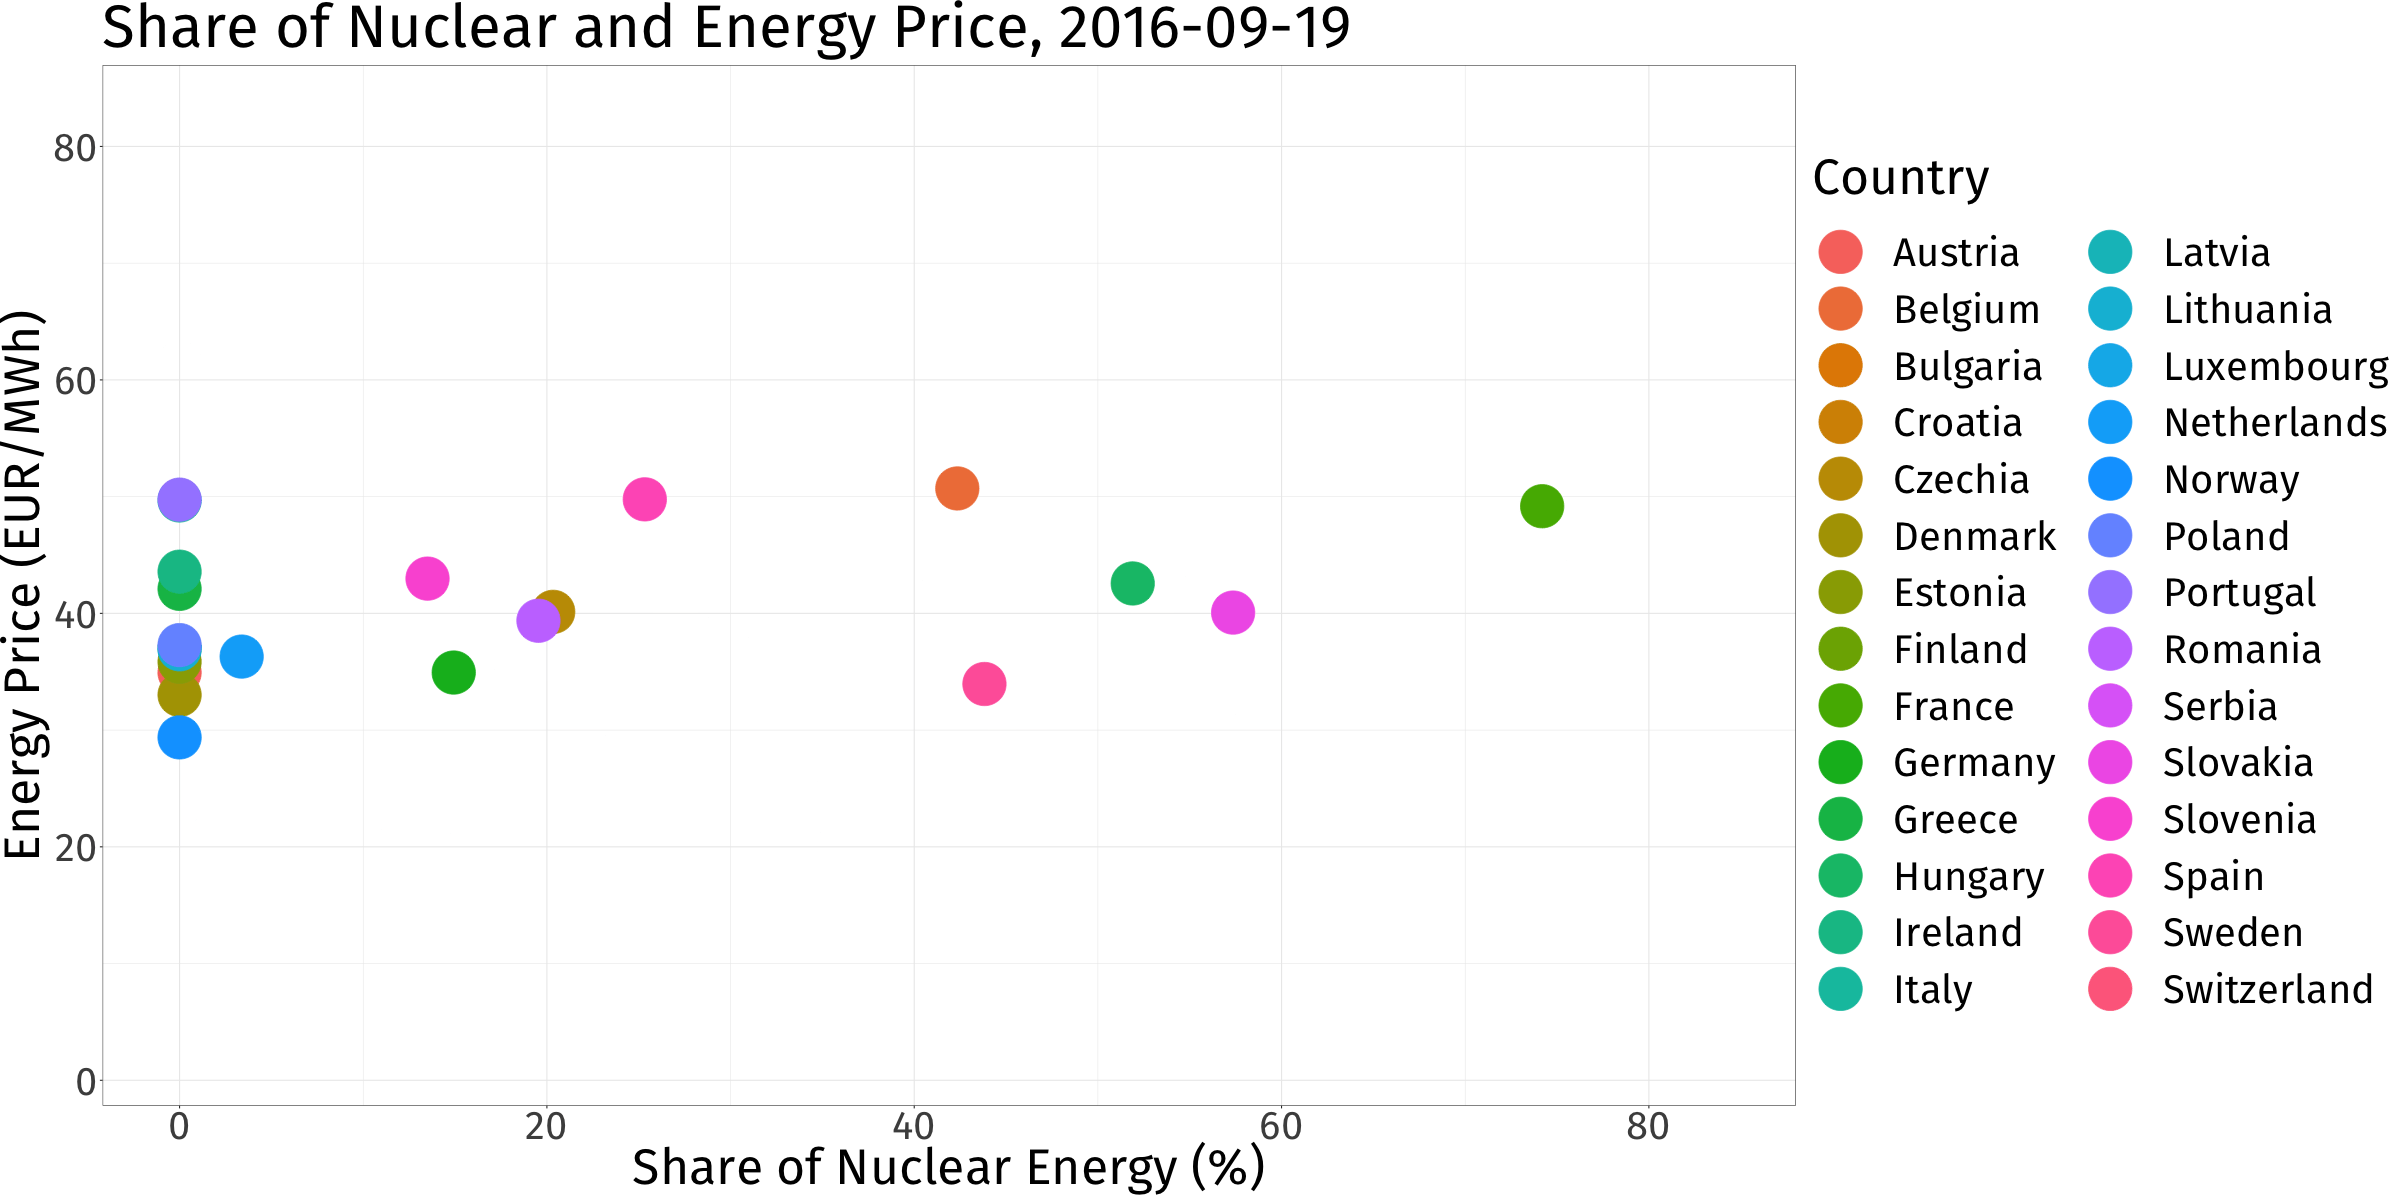 Share of Nuclear and Energy Price, 2016-09-19
Energy Price (EUR/MWh)
80
60
40
20
0
0 20 40 60 80
Share of Nuclear Energy (%)
Country
Austria
Belgium
Bulgaria
Croatia
Czechia
Denmark
Estonia
Finland
France
Germany
Greece
Hungary
Ireland
Italy
Latvia
Lithuania
Luxembourg
Netherlands
Norway
Poland
Portugal
Romania
Serbia
Slovakia
Slovenia
Spain
Sweden
Switzerland